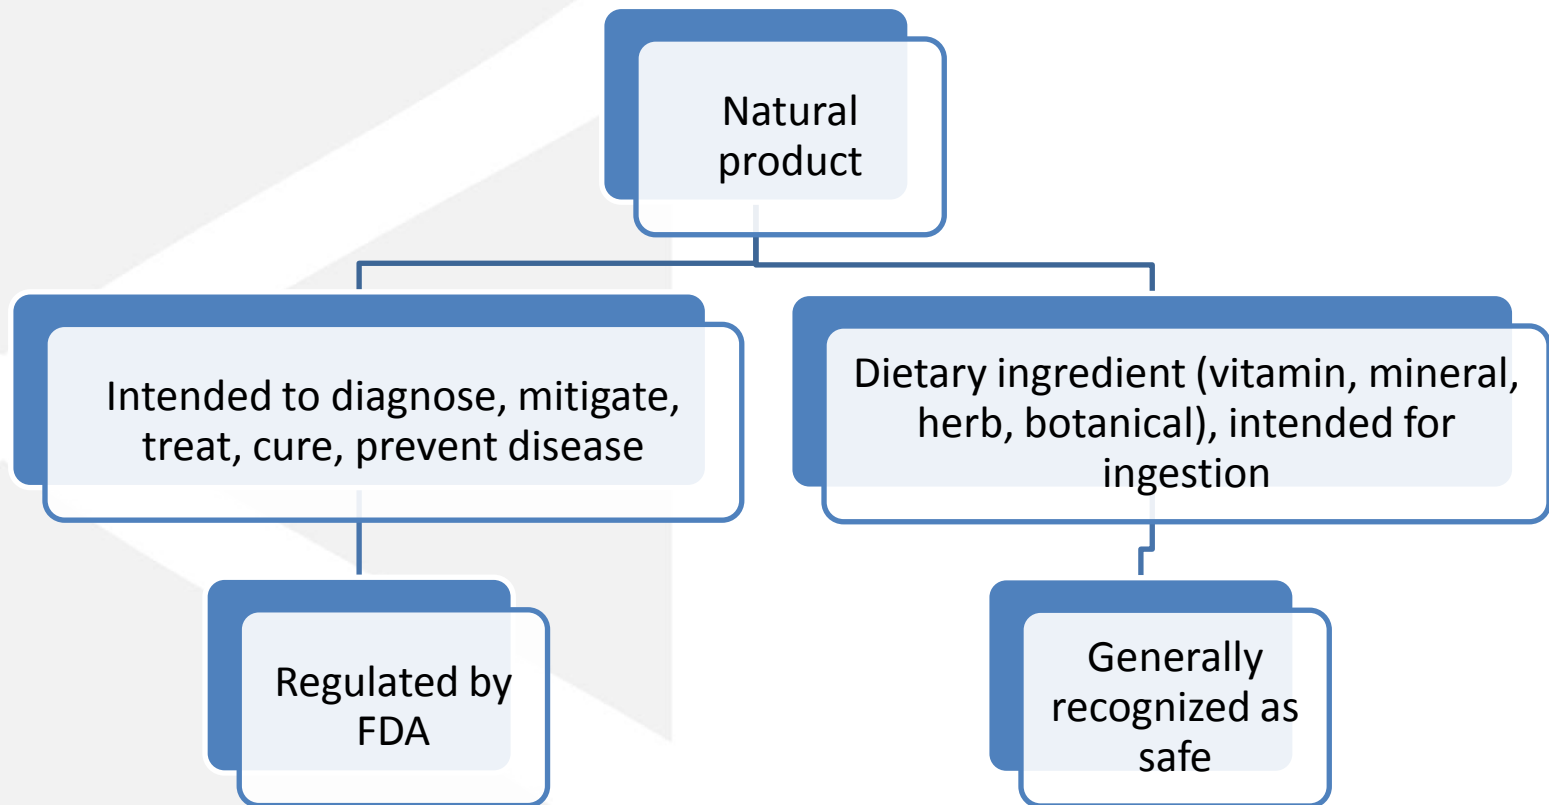 Natural
product
Intended to diagnose, mitigate,
treat, cure, prevent disease
Dietary ingredient (vitamin, mineral,
herb, botanical), intended for
ingestion
Regulated by
FDA
Generally
recognized as
safe